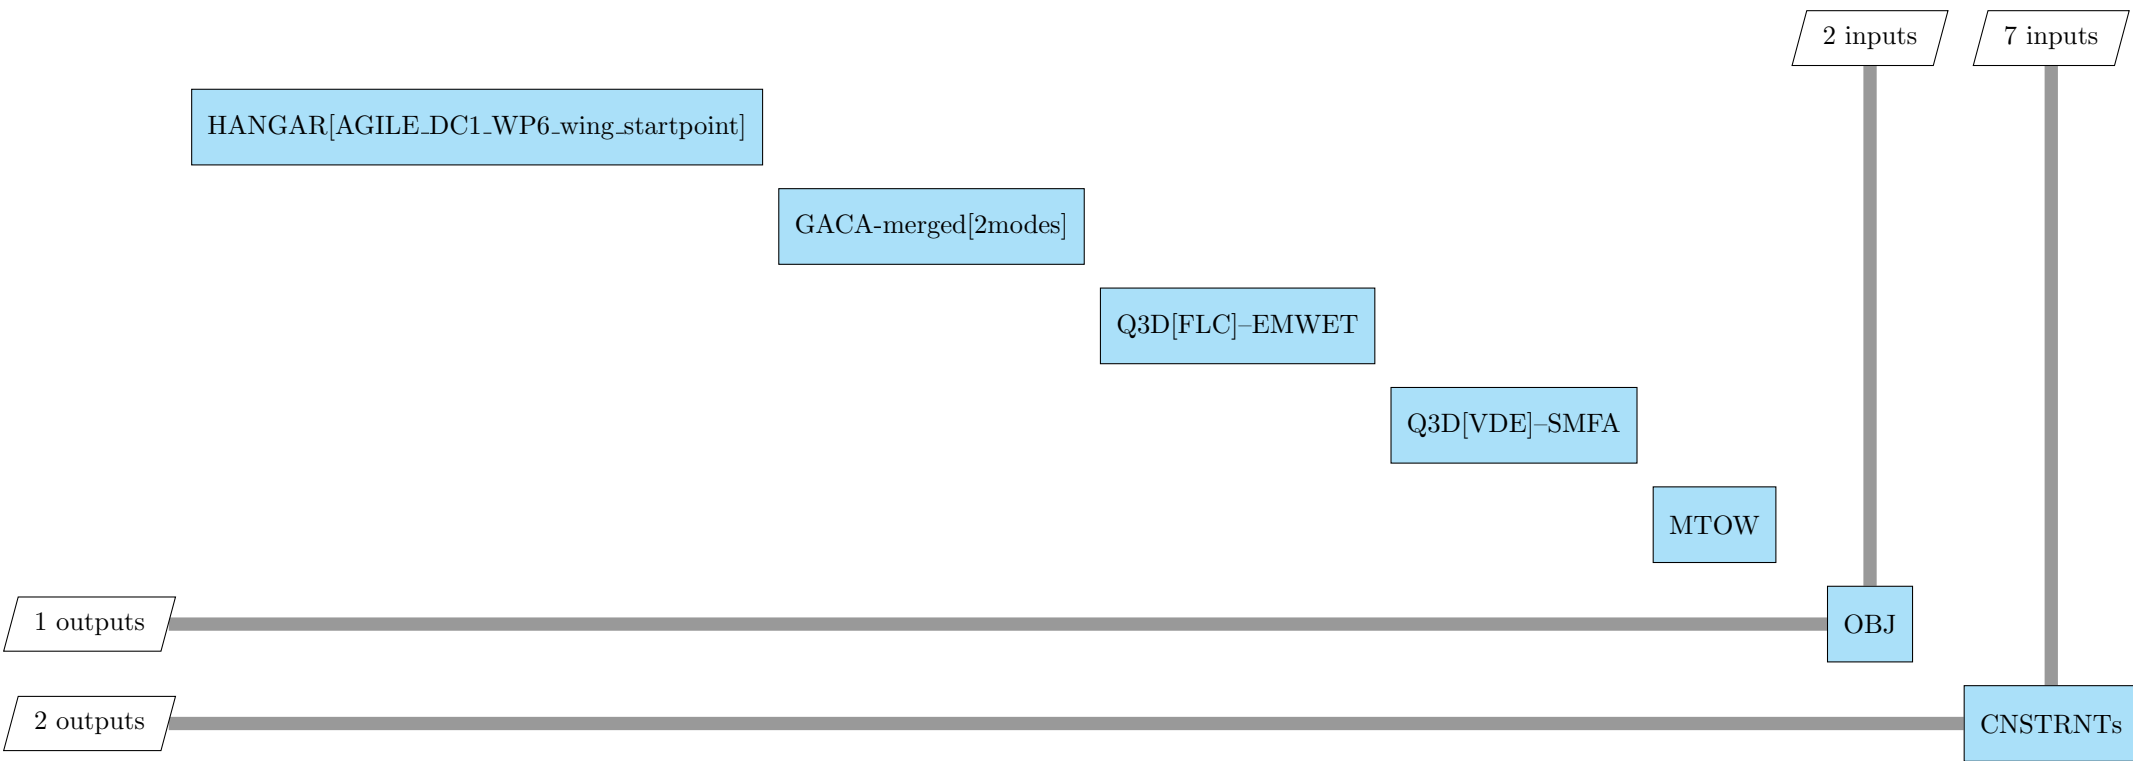 2 inputs
7 inputs
HANGAR[AGILE_DC1_WP6_wing_startpoint]
GACA-merged[2modes]
Q3D[FLC]–EMWET
Q3D[VDE]–SMFA
MTOW
1 outputs
OBJ
2 outputs
CNSTRNTs